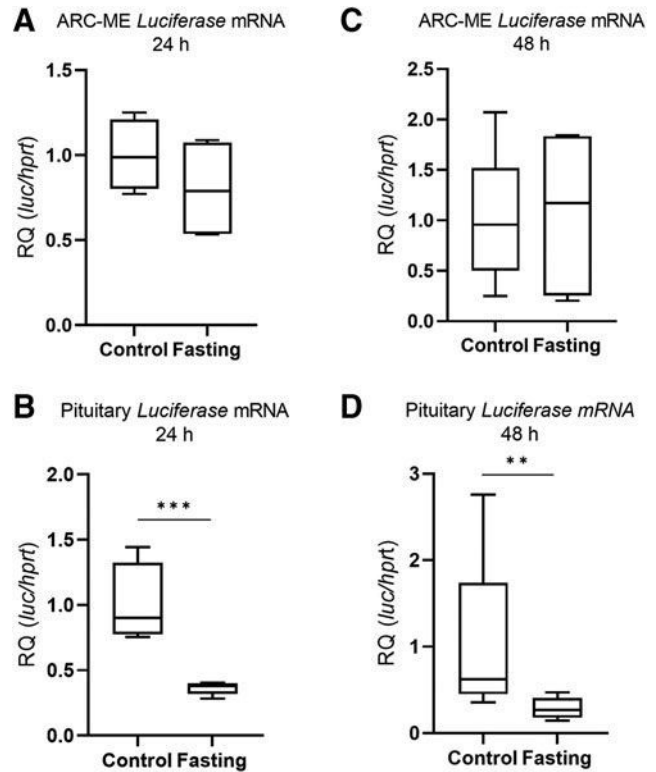 A
ARC-ME Luciferase mRNA
24 h
RQ (luc/hprt)
1.5
1.0
0.5
0.0
Control Fasting
C
ARC-ME Luciferase mRNA
48 h
RQ (luc/hprt)
2.5
2.0
1.5
1.0
0.5
0.0
Control Fasting
B
Pituitary Luciferase mRNA
24 h
RQ (luc/hprt)
2.0
1.5
1.0
0.5
0.0
***
Control Fasting
D
Pituitary Luciferase mRNA
48 h
RQ (luc/hprt)
3
2
1
0
**
Control Fasting